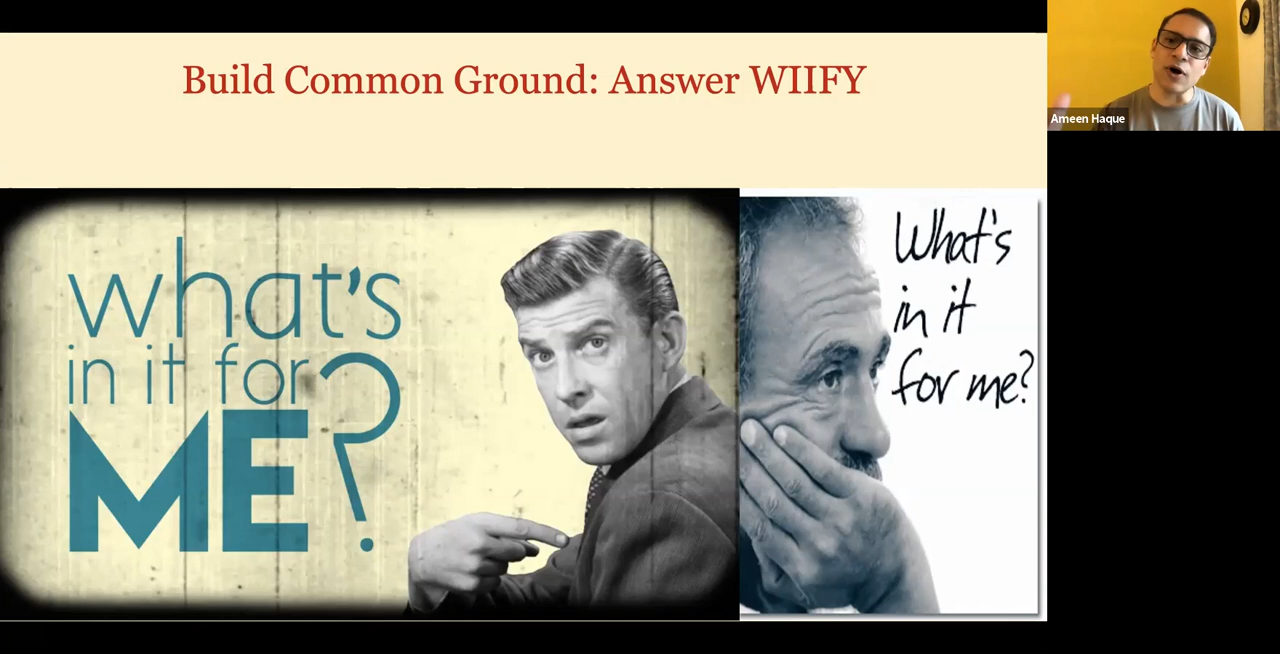 Build Common Ground: Answer WIIFY
what's
in it for
ME?
What's
in it
for me?
Ameen Haque